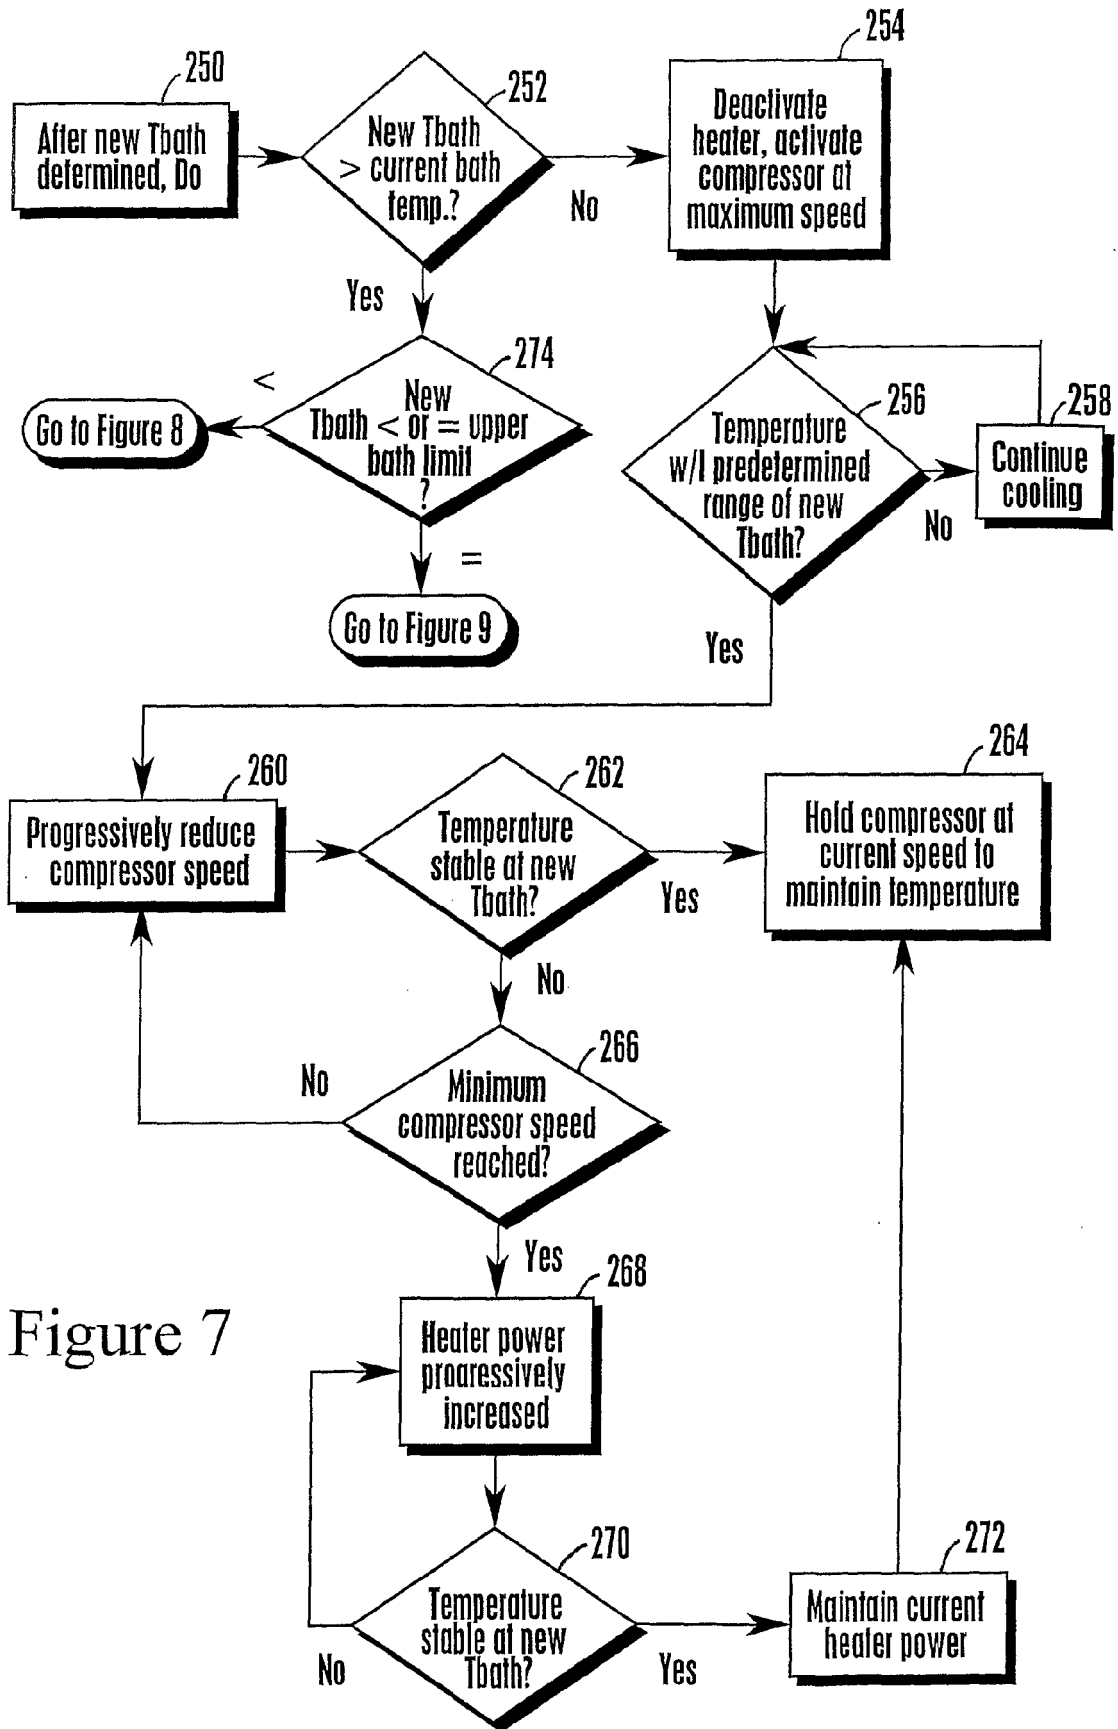 250
After new Tbath
determined, Do
252
New Tbath
> current bath
temp.?
No
Yes
254
Deactivate
heater, activate
compressor at
maximum speed
274
<
New
Tbath < or = upper
bath limit
?
=
Go to Figure 8
Go to Figure 9
256
Temperature
w/I predetermined
range of new
Tbath?
No
Yes
258
Continue
cooling
260
Progressively reduce
compressor speed
262
Temperature
stable at new
Tbath?
Yes
No
264
Hold compressor at
current speed to
maintain temperature
266
Minimum
compressor speed
reached?
No
Yes
268
Heater power
progressively
increased
Figure 7
270
Temperature
stable at new
Tbath?
No
Yes
272
Maintain current
heater power